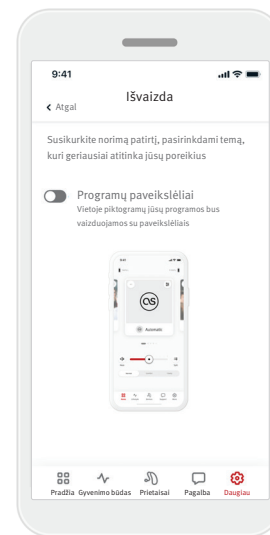 9:41
Atgal
Išvaizda
Susikurkite norimą patirtį, pasirinkdami temą,
kuri geriausiai atitinka jūsų poreikius
Programų paveikslėliai
Vietoje piktogramų jūsų programos bus
vaizduojamos su paveikslėliais
Automatic
Pradžia Gyvenimo būdas Prietaisai Pagalba Daugiau